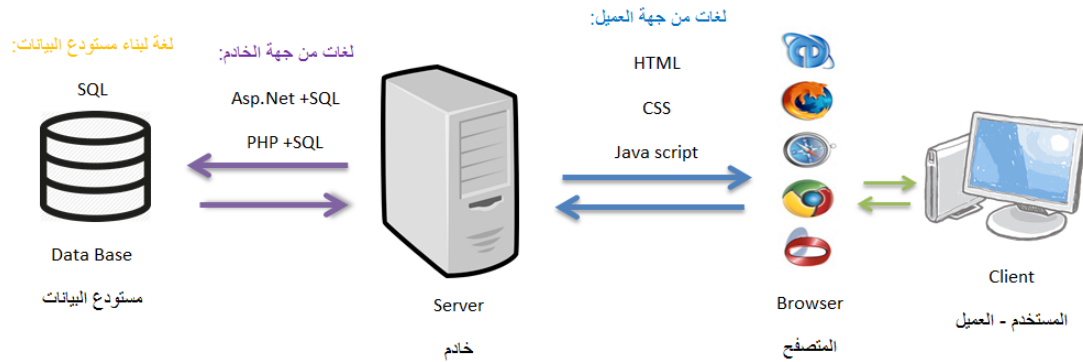 لغات من جهة العميل:
لغة لبناء مستودع البيانات:
لغات من جهة الخادم:
HTML
SQL
Asp.Net +SQL
CSS
PHP +SQL
Java script
Data Base
مستودع البيانات
Server
خادم
Browser
المتصفح
Client
المستخدم - العميل